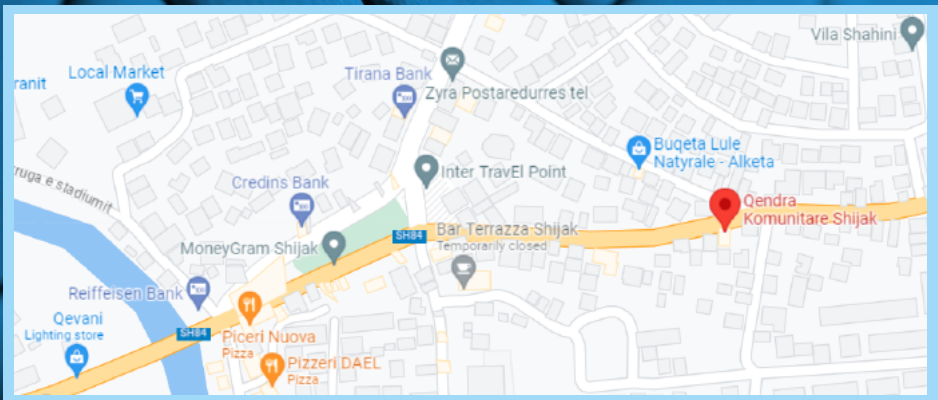 Vila Shahini
ranit
Local Market
Tirana Bank
Zyra Postaredurres tel
Buqeta Lule
Natyrale - Alketa
Inter TravEl Point
rruga e stadiumit
Credins Bank
Qendra
Komunitare Shijak
Bar Terrazza Shijak
Temporarily closed
SH84
MoneyGram Shijak
Reiffeisen Bank
Qevani
Lighting store
SH84
Piceri Nuova
Pizza
Pizzeri DAEL
Pizza